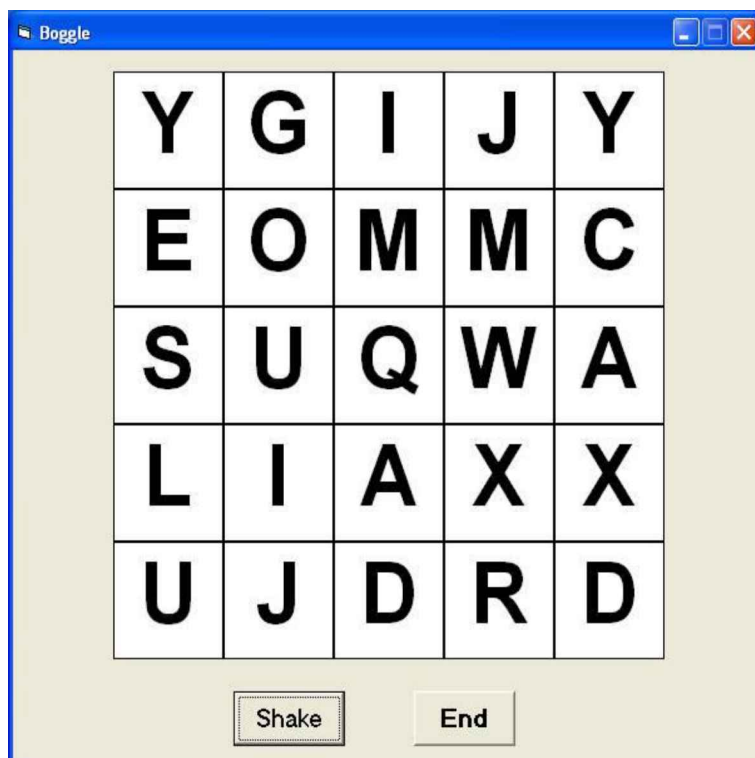 Boggle
Y G I J Y
E O M M C
S U Q W A
L I A X X
U J D R D
Shake End